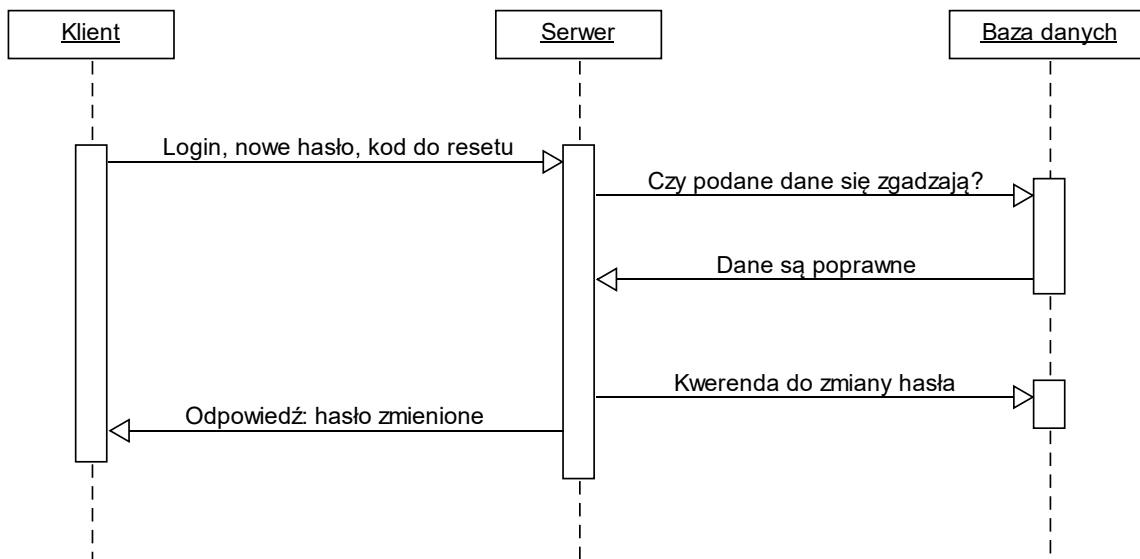 Klient
Serwer
Baza danych
Login, nowe hasło, kod do resetu
Czy podane dane się zgadzają?
Dane są poprawne
Kwerenda do zmiany hasła
Odpowiedź: hasło zmienione